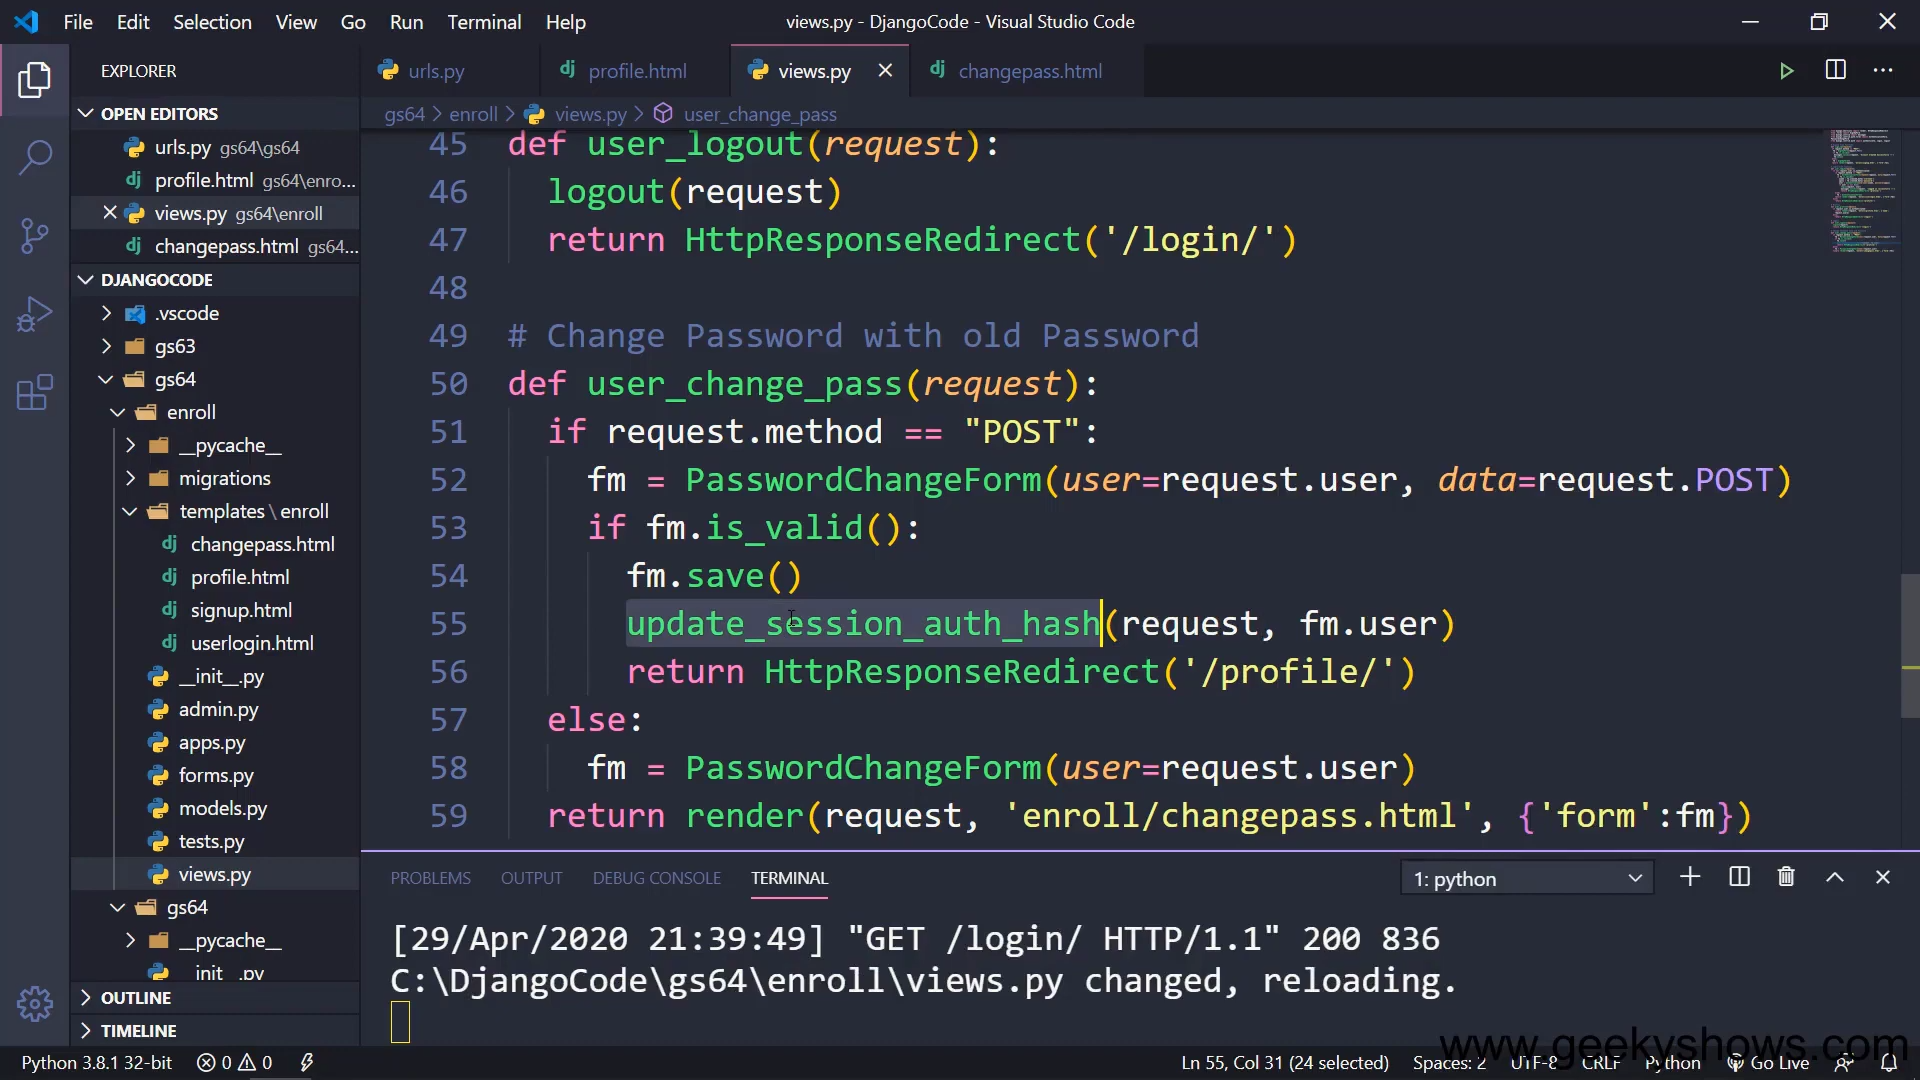 File Edit Selection View Go Run Terminal Help
views.py - DjangoCode - Visual Studio Code
EXPLORER
urls.py
profile.html
views.py
changepass.html
OPEN EDITORS
gs64 > enroll > views.py > user_change_pass
urls.py gs64\gs64
profile.html gs64\enro...
views.py gs64\enroll
changepass.html gs64...
DJANGOCODE
.vscode
gs63
gs64
enroll
__pycache__
migrations
templates\enroll
changepass.html
profile.html
signup.html
userlogin.html
__init__.py
admin.py
apps.py
forms.py
models.py
tests.py
views.py
gs64
__pycache__
__init__.py
OUTLINE
TIMELINE
45 def user_logout(request):
46 logout(request)
47 return HttpResponseRedirect('/login/')
48
49 # Change Password with old Password
50 def user_change_pass(request):
51 if request.method == "POST":
52 fm = PasswordChangeForm(user=request.user, data=request.POST)
53 if fm.is_valid():
54 fm.save()
55 update_session_auth_hash(request, fm.user)
56 return HttpResponseRedirect('/profile/')
57 else:
58 fm = PasswordChangeForm(user=request.user)
59 return render(request, 'enroll/changepass.html', {'form':fm})
PROBLEMS OUTPUT DEBUG CONSOLE TERMINAL
1: python
[29/Apr/2020 21:39:49] "GET /login/ HTTP/1.1" 200 836
C:\DjangoCode\gs64\enroll\views.py changed, reloading.
www.geekyshows.com
Python 3.8.1 32-bit
0 0
Ln 55, Col 31 (24 selected)
Spaces: 2
UTF-8
CRLF
Python
Go Live